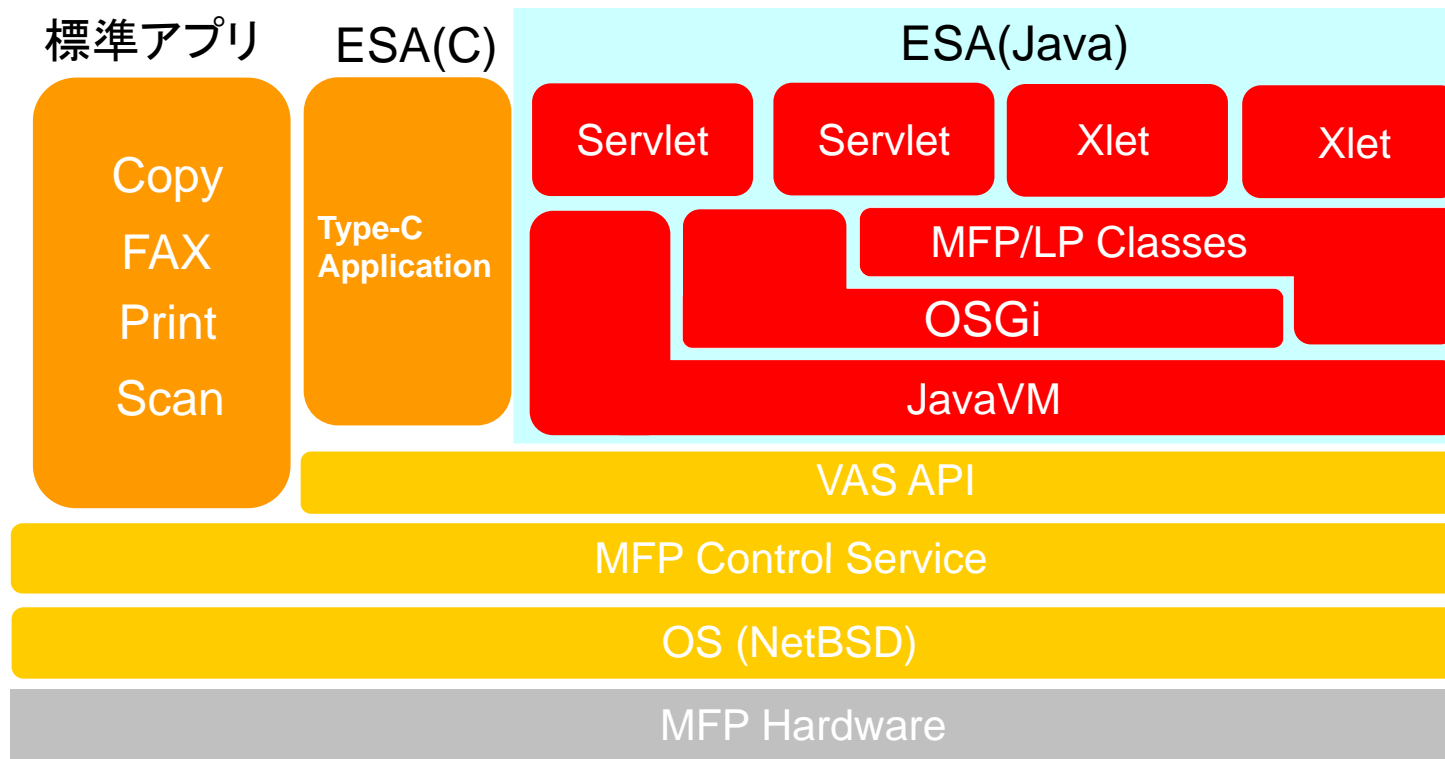 標準アプリ
ESA(C)
ESA(Java)
Copy
FAX
Print
Scan
Type-C
Application
Servlet
Servlet
Xlet
Xlet
MFP/LP Classes
OSGi
JavaVM
VAS API
MFP Control Service
OS (NetBSD)
MFP Hardware